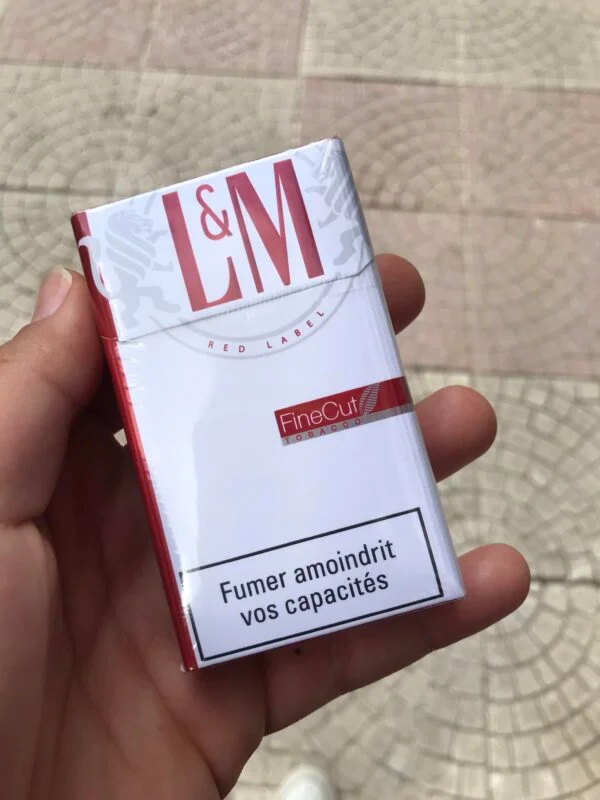 L&M
RED LABEL
FineCut
TOBACCO
Fumer amoindrit
vos capacités